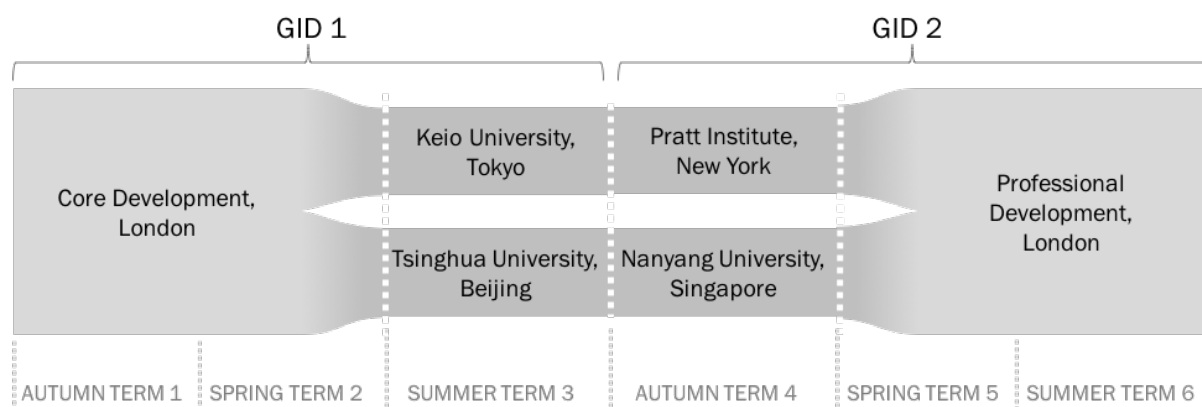 GID 1
GID 2
Core Development,
London
Keio University,
Tokyo
Pratt Institute,
New York
Tsinghua University,
Beijing
Nanyang University,
Singapore
Professional
Development,
London
AUTUMN TERM 1
SPRING TERM 2
SUMMER TERM 3
AUTUMN TERM 4
SPRING TERM 5
SUMMER TERM 6